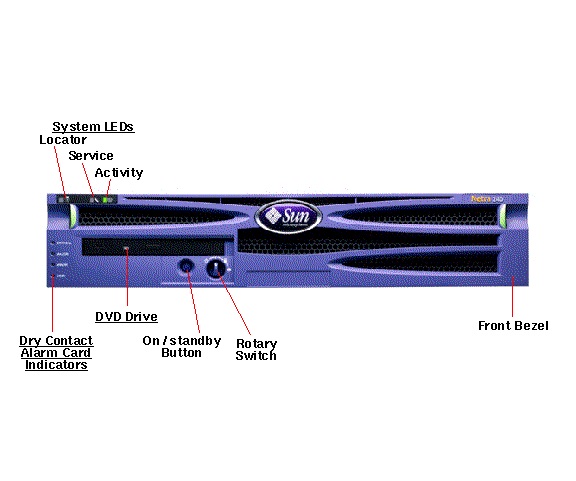 System LEDs
Locator
Service
Activity
Netra 240
Sun
DVD Drive
On / standby
Button
Rotary
Switch
Front Bezel
Dry Contact
Alarm Card
Indicators